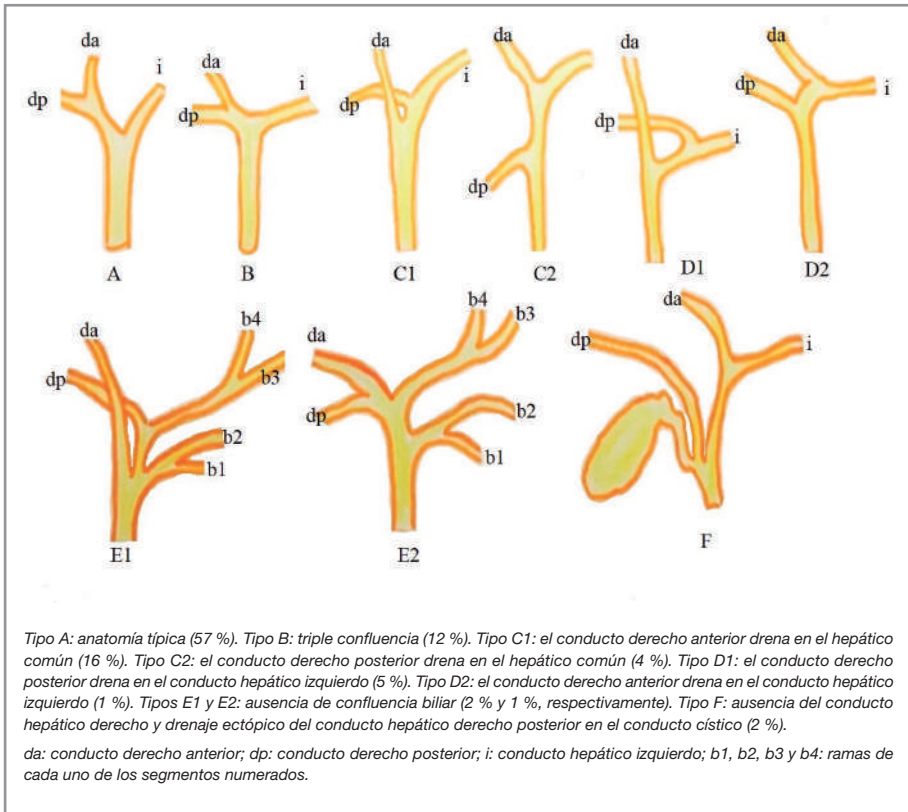 da
i
dp
A
da
i
dp
B
da
i
dp
C1
da
i
dp
C2
da
dp
i
D1
da
dp
i
D2
da
dp
b4
b3
b2
b1
E1
da
dp
b4
b3
b2
b1
E2
da
dp
i
F
Tipo A: anatomía típica (57 %). Tipo B: triple confluencia (12 %). Tipo C1: el conducto derecho anterior drena en el hepático
común (16 %). Tipo C2: el conducto derecho posterior drena en el hepático común (4 %). Tipo D1: el conducto derecho
posterior drena en el conducto hepático izquierdo (5 %). Tipo D2: el conducto derecho anterior drena en el conducto hepático
izquierdo (1 %). Tipos E1 y E2: ausencia de confluencia biliar (2 % y 1 %, respectivamente). Tipo F: ausencia del conducto
hepático derecho y drenaje ectópico del conducto hepático derecho posterior en el conducto cístico (2 %).
da: conducto derecho anterior; dp: conducto derecho posterior; i: conducto hepático izquierdo; b1, b2, b3 y b4: ramas de
cada uno de los segmentos numerados.